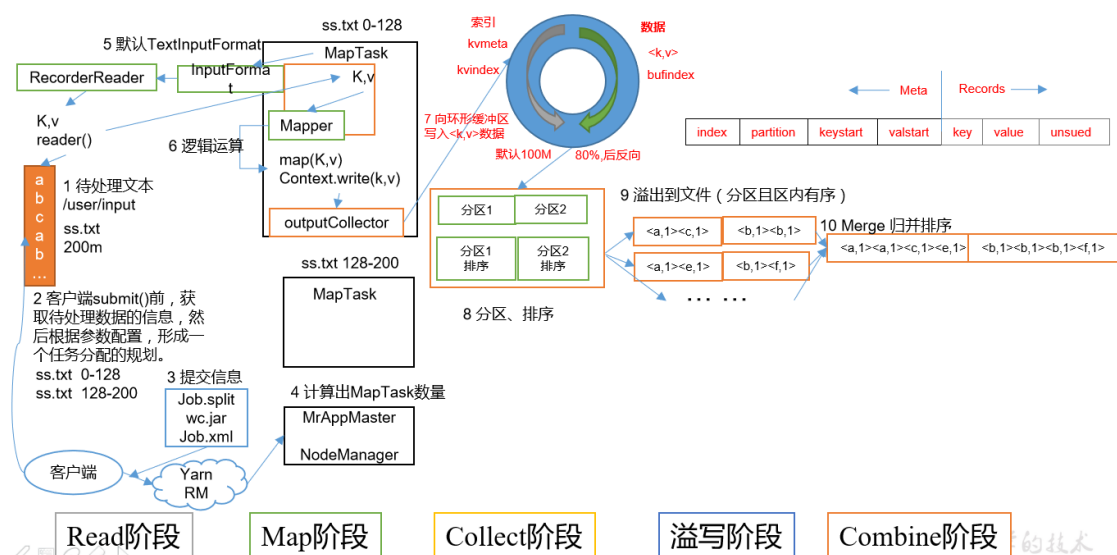 ss.txt 0-128
5 默认TextInputFormat
MapTask
RecorderReader
InputForma
t
K,v
K,v
reader()
Mapper
6 逻辑运算
map(K,v)
Context.write(k,v)
outputCollector
a
b
c
a
b
...
1 待处理文本
/user/input
ss.txt
200m
2 客户端submit()前，获
取待处理数据的信息，然
后根据参数配置，形成一
个任务分配的规划。
ss.txt 0-128
ss.txt 128-200
ss.txt 128-200
MapTask
3 提交信息
Job.split
wc.jar
Job.xml
4 计算出MapTask数量
MrAppMaster
NodeManager
客户端
Yarn
RM
索引
kvmeta
kvindex
数据
<k,v>
bufindex
7 向环形缓冲区
写入<k,v>数据
默认100M
80%,后反向
Meta
Records
index partition keystart valstart key value unsued
分区1 分区2
分区1
排序
分区2
排序
8 分区、排序
9 溢出到文件（分区且区内有序）
<a,1><c,1> <b,1><b,1>
<a,1><e,1> <b,1><f,1>
... ...
10 Merge 归并排序
<a,1><a,1><c,1><e,1> <b,1><b,1><b,1><f,1>
Read阶段 Map阶段 Collect阶段 溢写阶段 Combine阶段
的技术